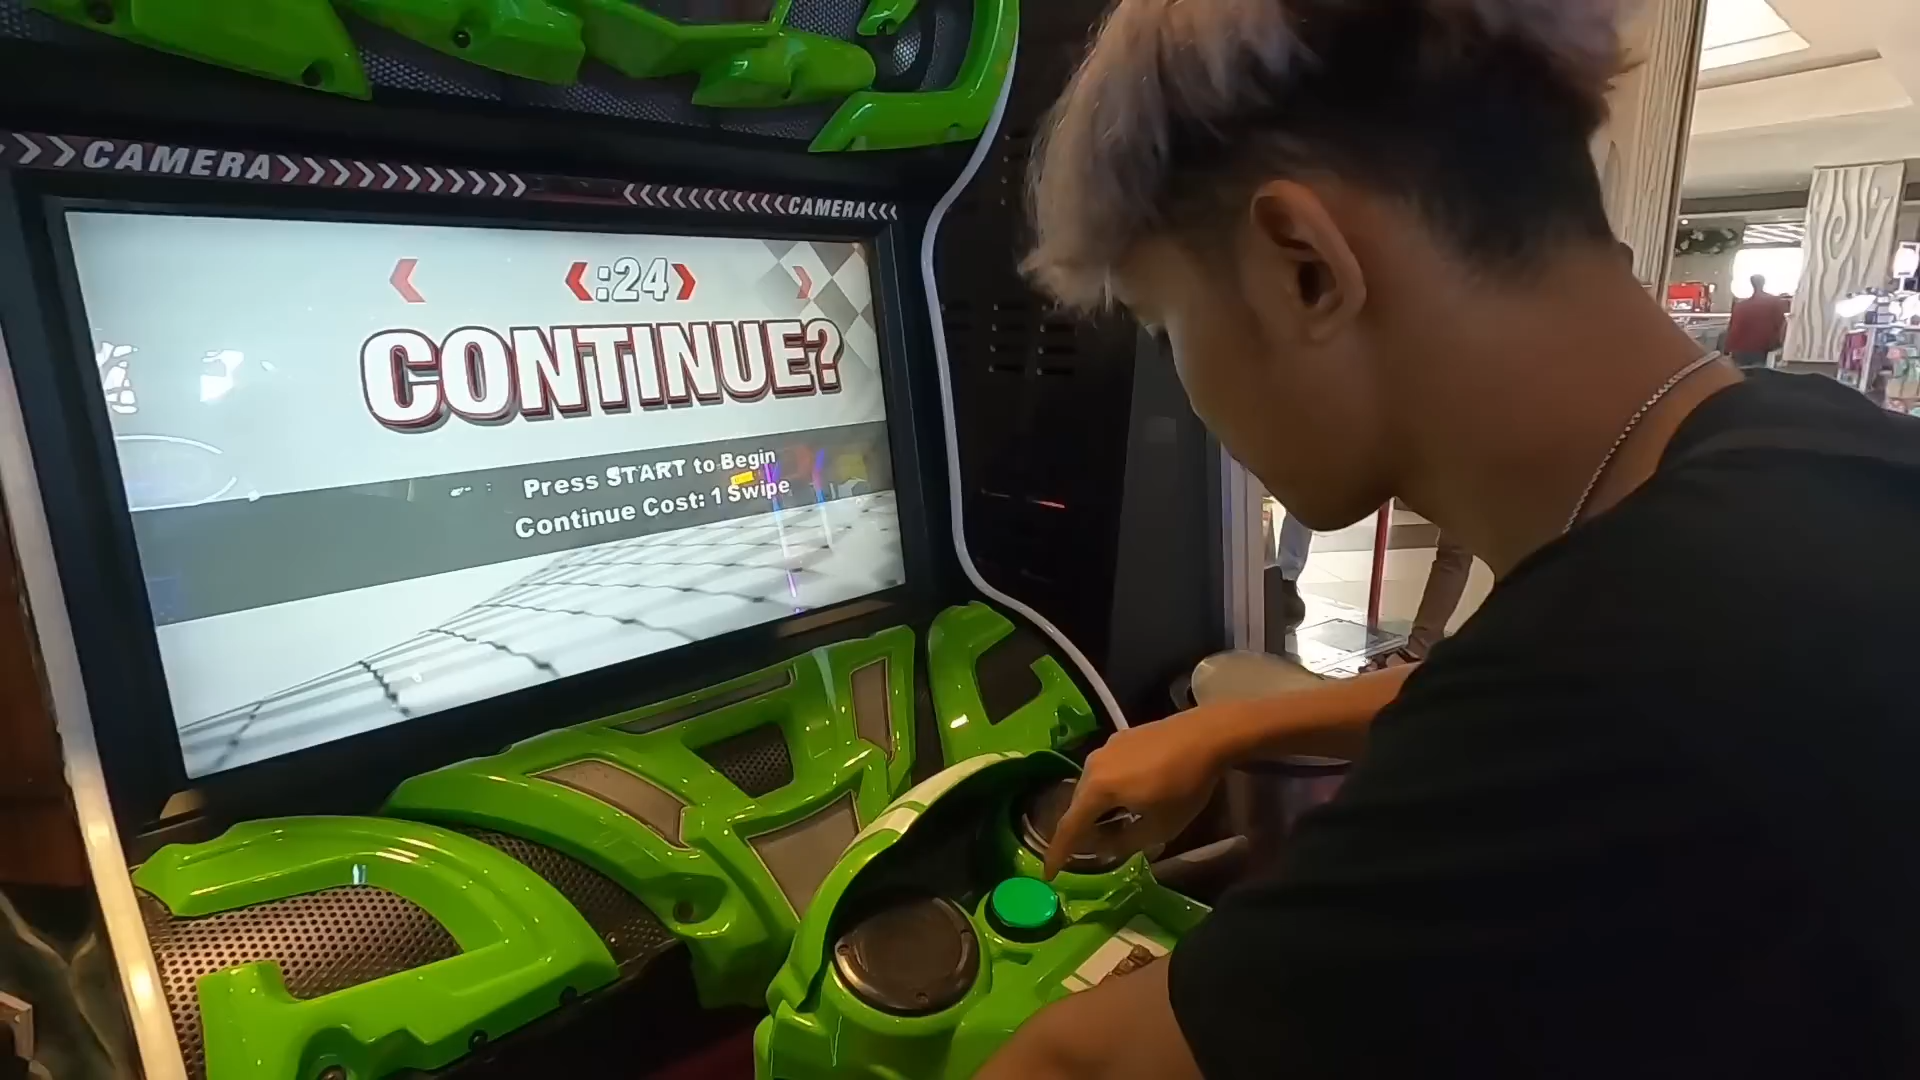 CAMERA
CAMERA
:24
CONTINUE?
Press START to Begin
Continue Cost: 1 Swipe